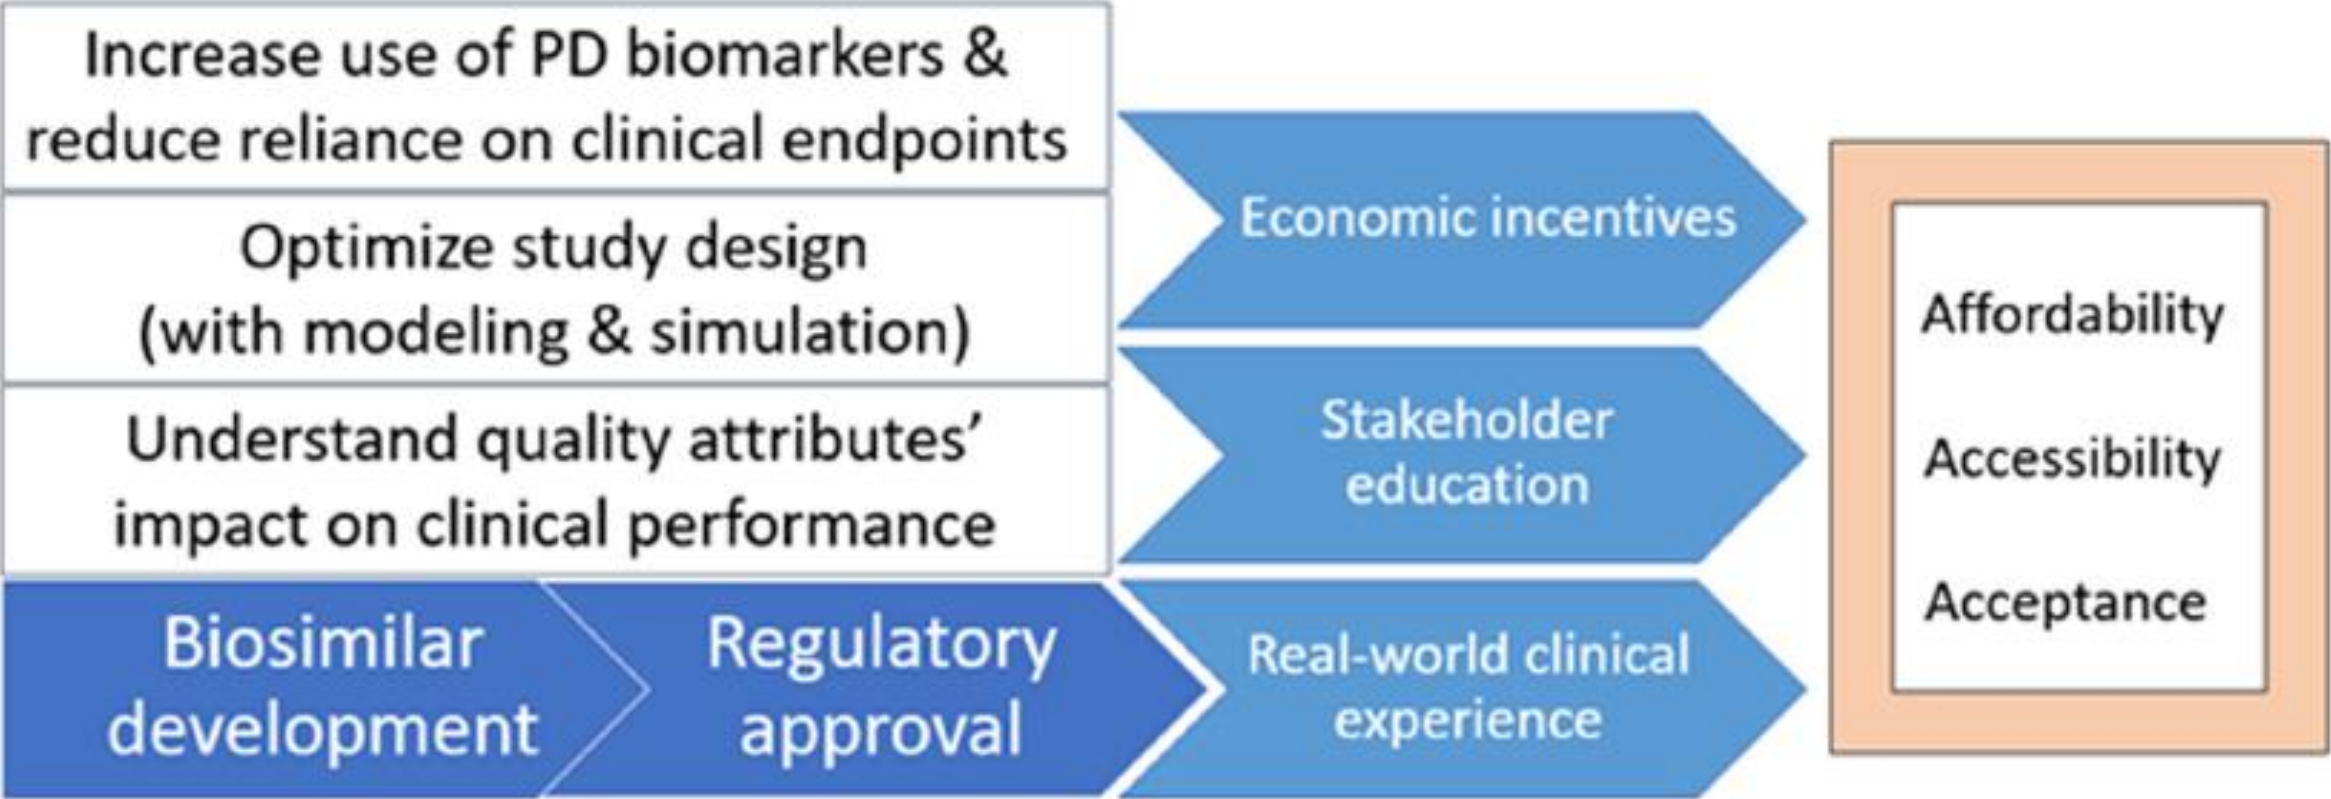 Increase use of PD biomarkers &
reduce reliance on clinical endpoints
Optimize study design
(with modeling & simulation)
Understand quality attributes’
impact on clinical performance
Biosimilar
development
Regulatory
approval
Economic incentives
Stakeholder
education
Real-world clinical
experience
Affordability
Accessibility
Acceptance